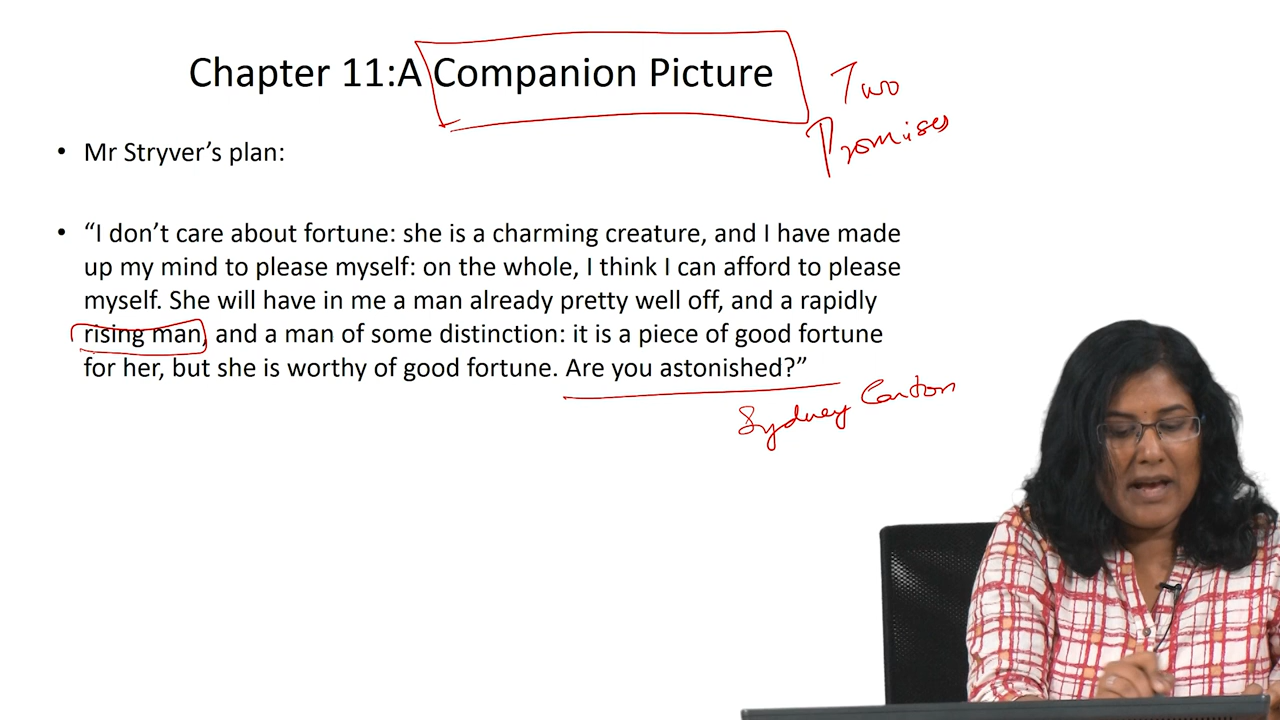 Chapter 11:A Companion Picture
Two
Promises
• Mr Stryver’s plan:
• “I don’t care about fortune: she is a charming creature, and I have made
up my mind to please myself: on the whole, I think I can afford to please
myself. She will have in me a man already pretty well off, and a rapidly
rising man, and a man of some distinction: it is a piece of good fortune
for her, but she is worthy of good fortune. Are you astonished?”
Sydney Carton